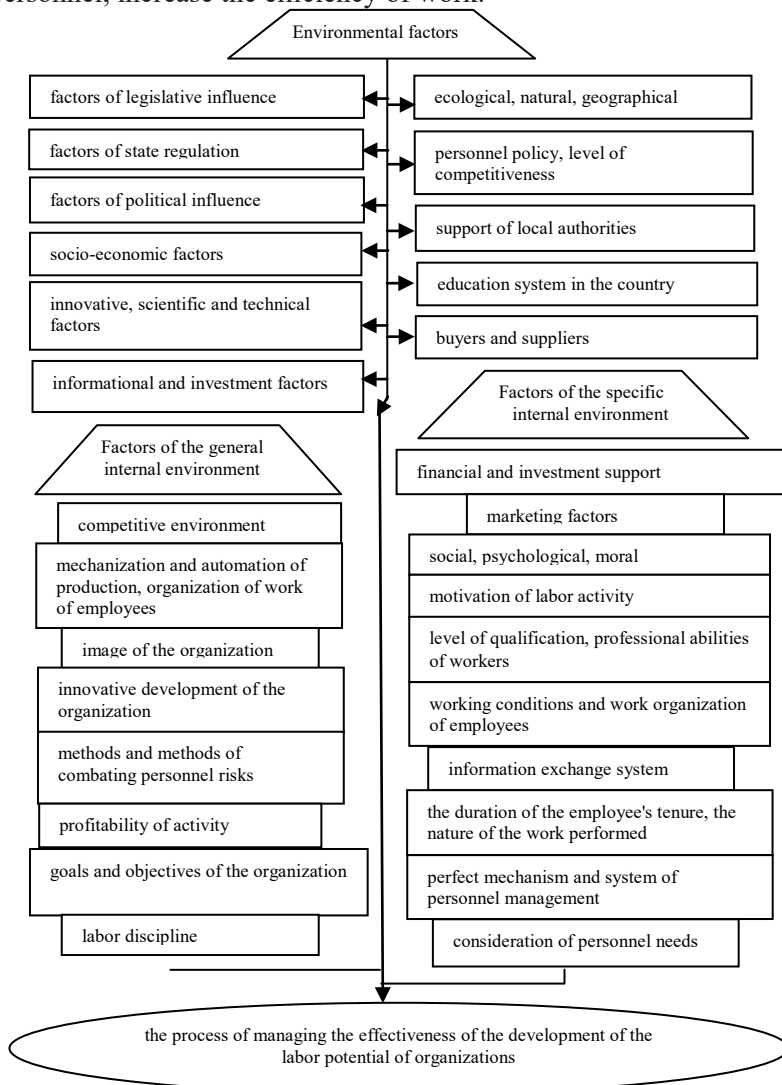 personnel, increase the efficiency of work.
Environmental factors
factors of legislative influence
factors of state regulation
factors of political influence
socio-economic factors
innovative, scientific and technical
factors
informational and investment factors
ecological, natural, geographical
personnel policy, level of
competitiveness
support of local authorities
education system in the country
buyers and suppliers
Factors of the general
internal environment
competitive environment
mechanization and automation of
production, organization of work
of employees
image of the organization
innovative development of the
organization
methods and methods of
combating personnel risks
profitability of activity
goals and objectives of the organization
labor discipline
Factors of the specific
internal environment
financial and investment support
marketing factors
social, psychological, moral
motivation of labor activity
level of qualification, professional abilities
of workers
working conditions and work organization
of employees
information exchange system
the duration of the employee's tenure, the
nature of the work performed
perfect mechanism and system of
personnel management
consideration of personnel needs
the process of managing the effectiveness of the development of the
labor potential of organizations